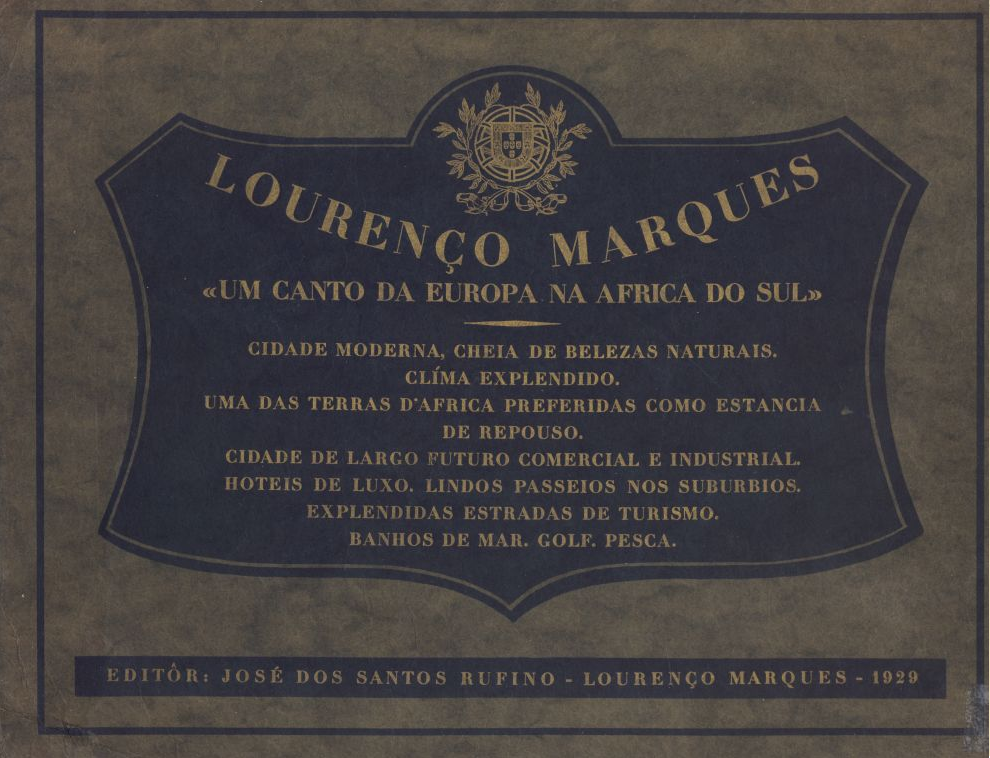 LOURENÇO MARQUES
«UM CANTO DA EUROPA NA AFRICA DO SUL»
CIDADE MODERNA, CHEIA DE BELEZAS NATURAIS.
CLÍMA EXPLENDIDO.
UMA DAS TERRAS D'AFRICA PREFERIDAS COMO ESTANCIA
DE REPOUSO.
CIDADE DE LARGO FUTURO COMERCIAL E INDUSTRIAL.
HOTEIS DE LUXO. LINDOS PASSEIOS NOS SUBURBIOS.
EXPLENDIDAS ESTRADAS DE TURISMO.
BANHOS DE MAR. GOLF. PESCA.
EDITÔR: JOSÉ DOS SANTOS RUFINO - LOURENÇO MARQUES - 1929